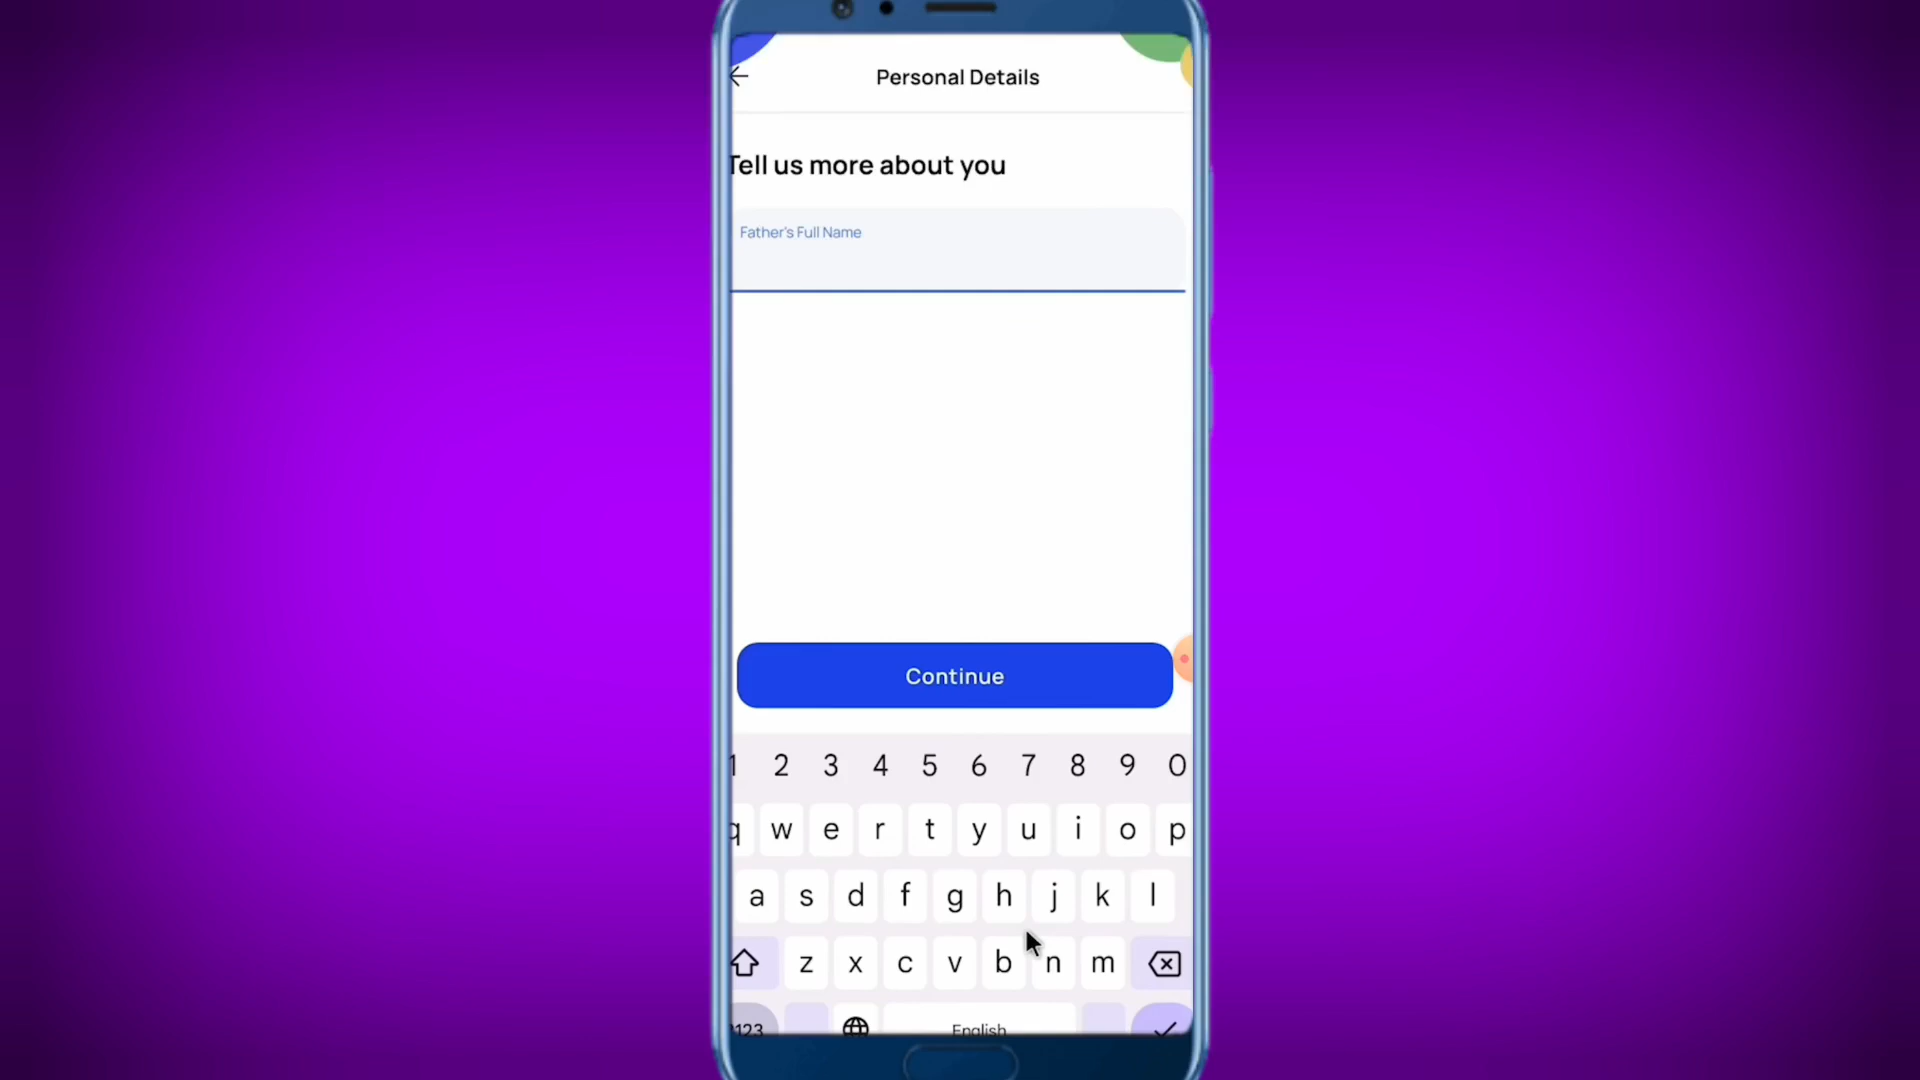 Personal Details
Tell us more about you
Father's Full Name
Continue
1 2 3 4 5 6 7 8 9 0
q w e r t y u i o p
a s d f g h j k l
z x c v b n m
123 English